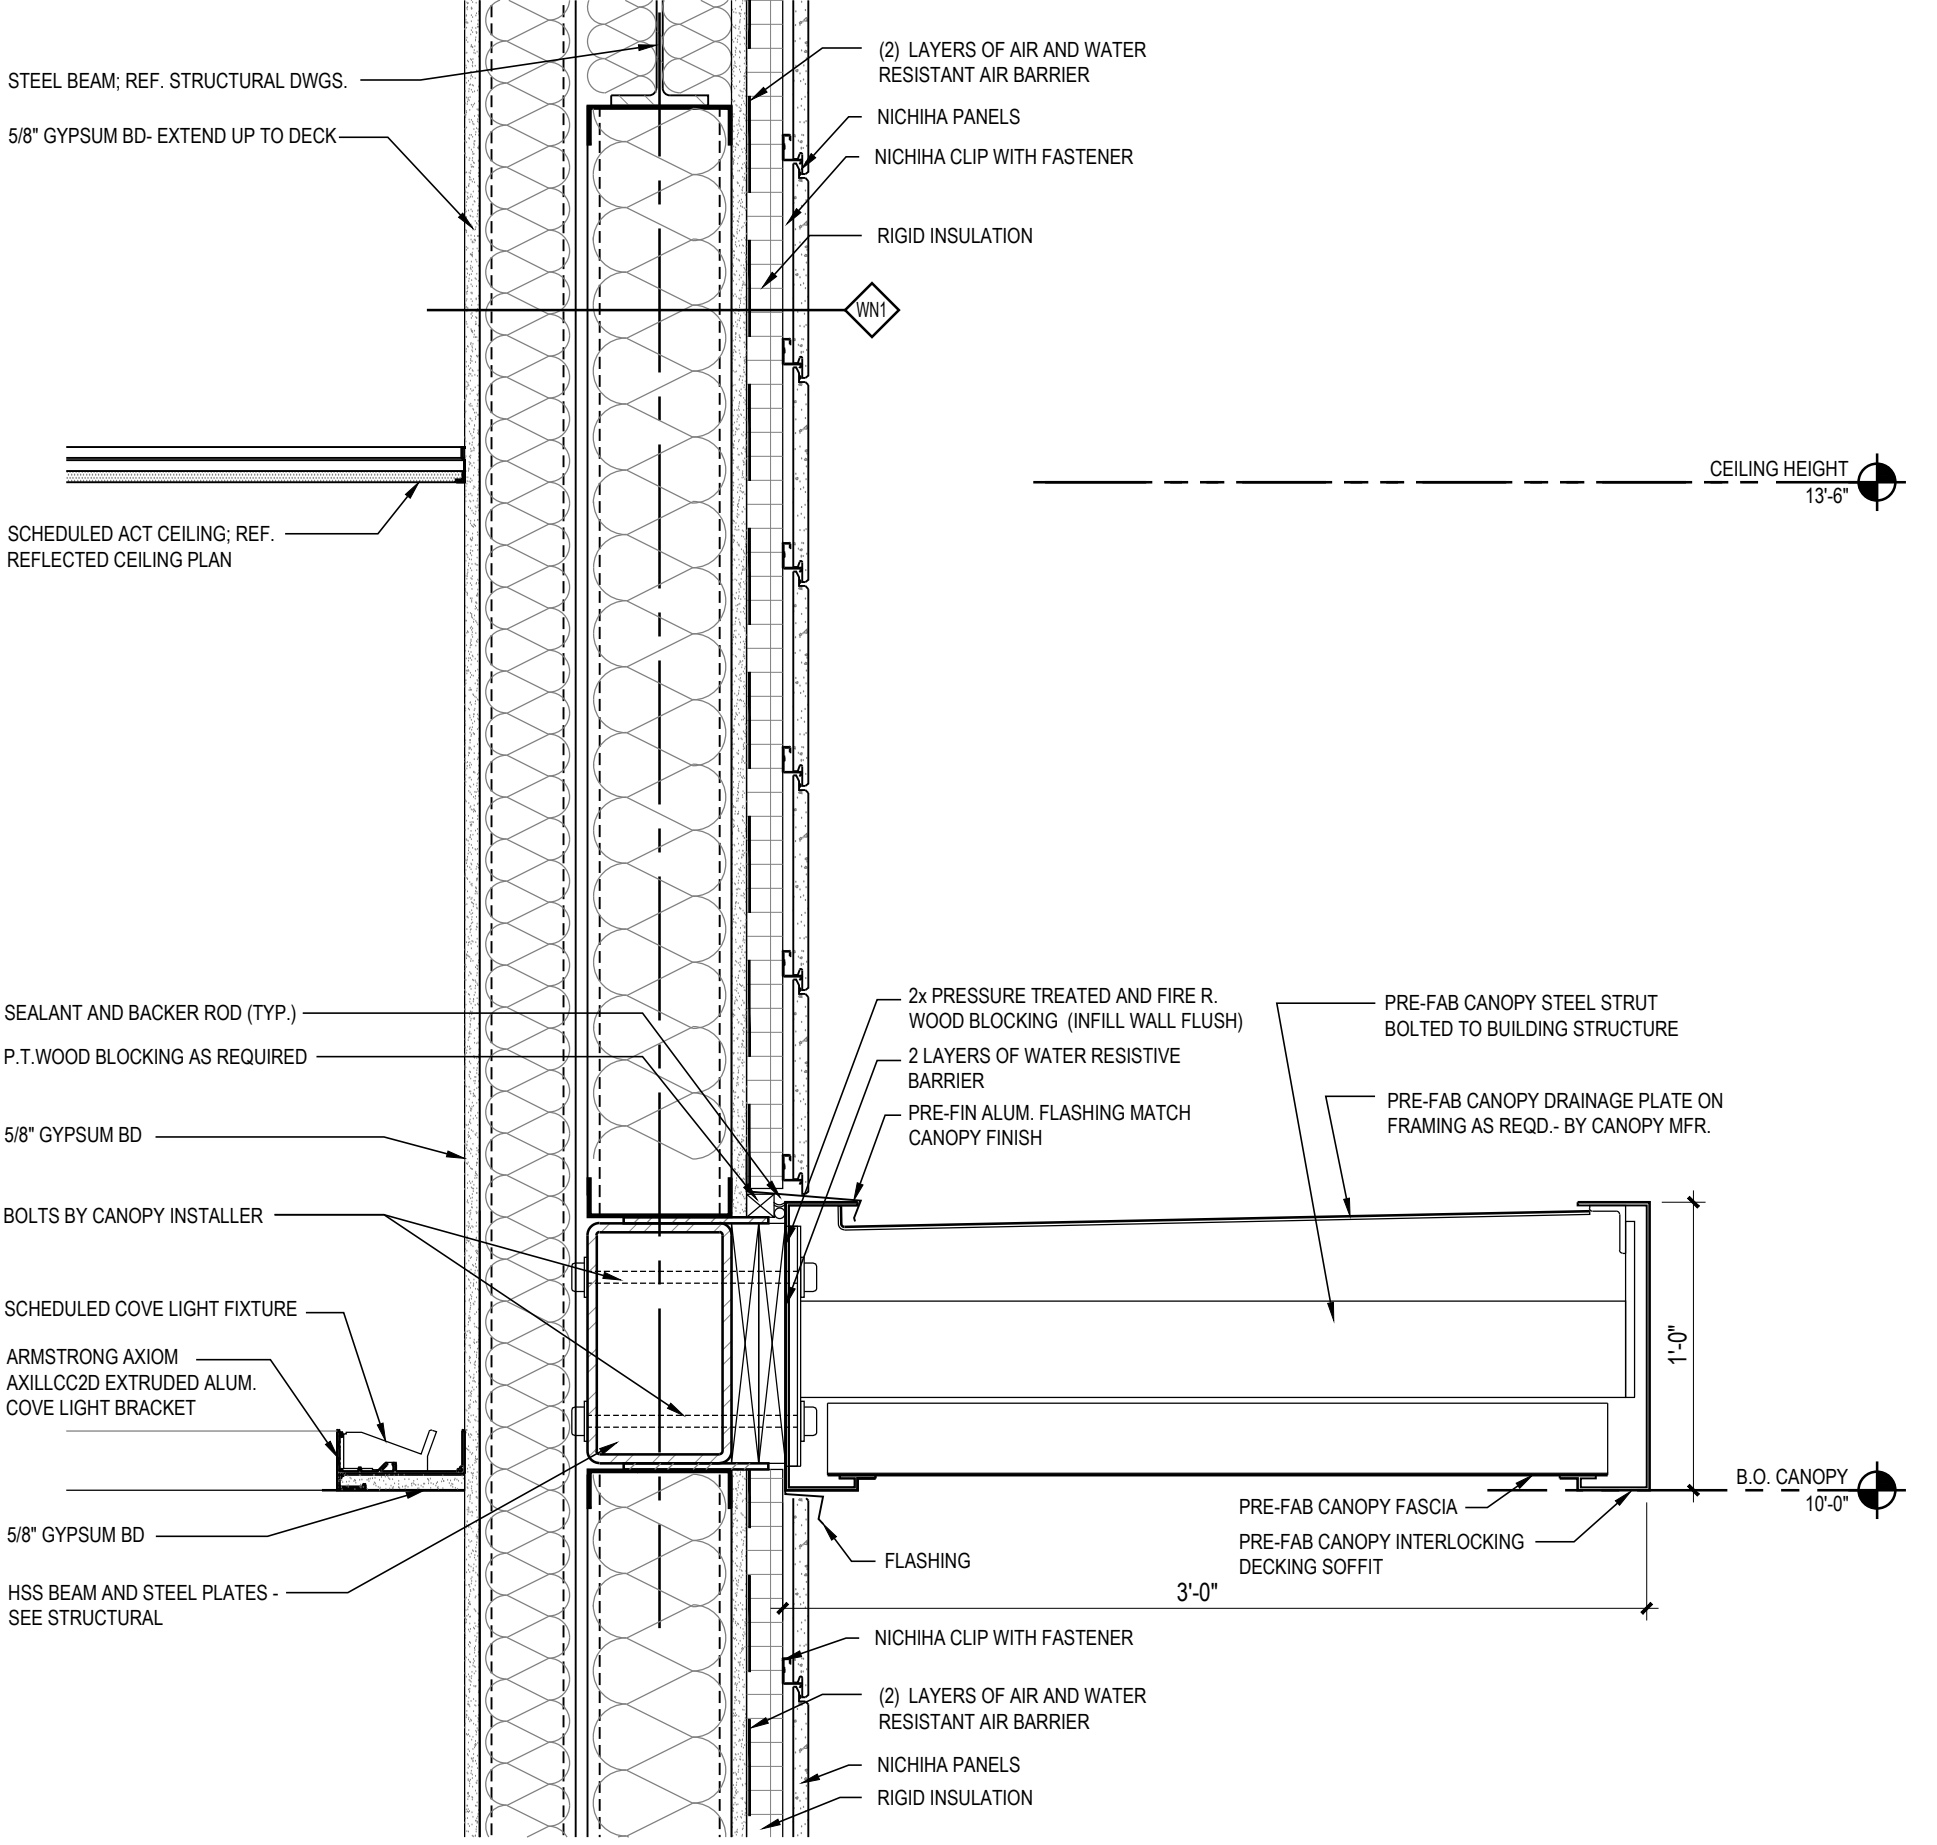 STEEL BEAM; REF. STRUCTURAL DWGS.
5/8" GYPSUM BD- EXTEND UP TO DECK
(2) LAYERS OF AIR AND WATER
RESISTANT AIR BARRIER
NICHIHA PANELS
NICHIHA CLIP WITH FASTENER
RIGID INSULATION
WN1
CEILING HEIGHT
13'-6"
SCHEDULED ACT CEILING; REF.
REFLECTED CEILING PLAN
SEALANT AND BACKER ROD (TYP.)
P.T.WOOD BLOCKING AS REQUIRED
5/8" GYPSUM BD
BOLTS BY CANOPY INSTALLER
SCHEDULED COVE LIGHT FIXTURE
ARMSTRONG AXIOM
AXILLCC2D EXTRUDED ALUM.
COVE LIGHT BRACKET
5/8" GYPSUM BD
HSS BEAM AND STEEL PLATES -
SEE STRUCTURAL
2x PRESSURE TREATED AND FIRE R.
WOOD BLOCKING (INFILL WALL FLUSH)
2 LAYERS OF WATER RESISTIVE
BARRIER
PRE-FIN ALUM. FLASHING MATCH
CANOPY FINISH
PRE-FAB CANOPY STEEL STRUT
BOLTED TO BUILDING STRUCTURE
PRE-FAB CANOPY DRAINAGE PLATE ON
FRAMING AS REQD.- BY CANOPY MFR.
1'-0"
B.O. CANOPY
10'-0"
PRE-FAB CANOPY FASCIA
PRE-FAB CANOPY INTERLOCKING
DECKING SOFFIT
FLASHING
3'-0"
NICHIHA CLIP WITH FASTENER
(2) LAYERS OF AIR AND WATER
RESISTANT AIR BARRIER
NICHIHA PANELS
RIGID INSULATION